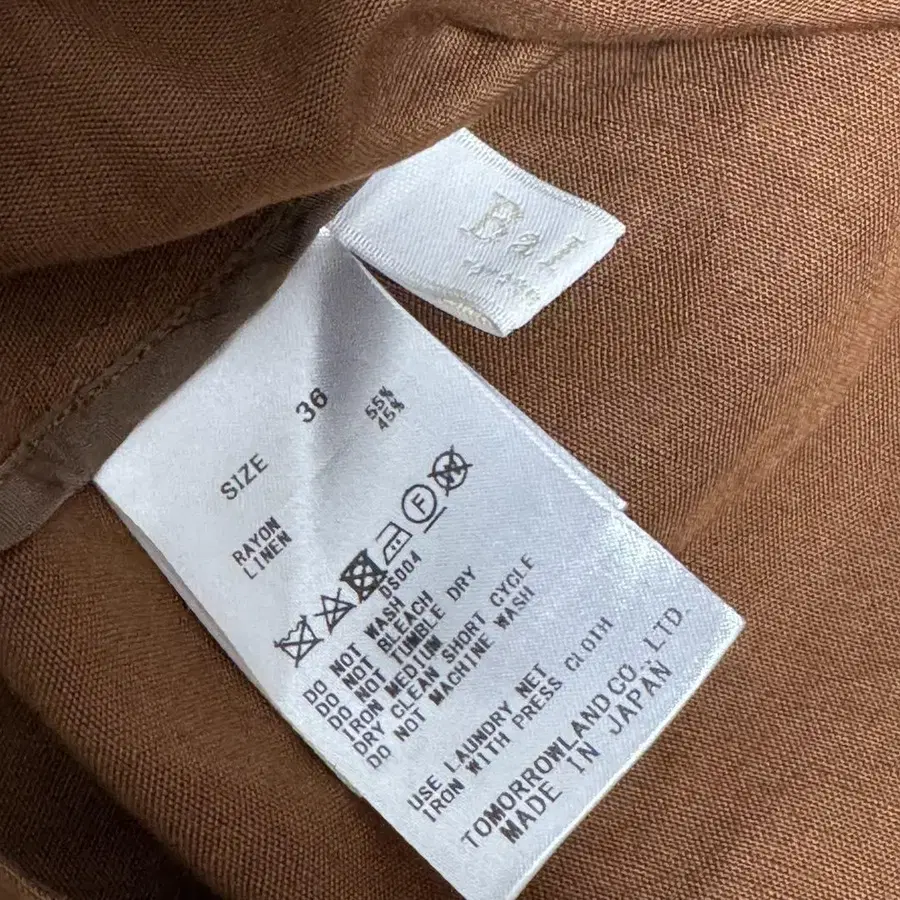 Bal
SIZE 36
RAYON 55%
LINEN 45%
F
DS004
DO NOT WASH
DO NOT BLEACH
DO NOT TUMBLE DRY
IRON MEDIUM
DRY CLEAN SHORT CYCLE
DO NOT MACHINE WASH
USE LAUNDRY NET
IRON WITH PRESS CLOTH
TOMORROWLAND CO., LTD.
MADE IN JAPAN